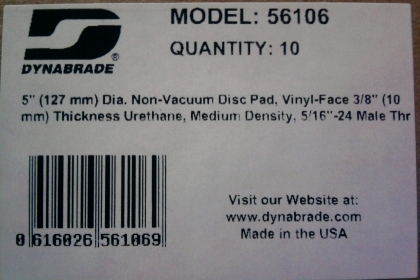 MODEL: 56106
QUANTITY: 10
DYNABRADE®
5" (127 mm) Dia. Non-Vacuum Disc Pad, Vinyl-Face 3/8" (10
mm) Thickness Urethane, Medium Density, 5/16"-24 Male Thr
Visit our Website at:
www.dynabrade.com
Made in the USA
0 616026 561069